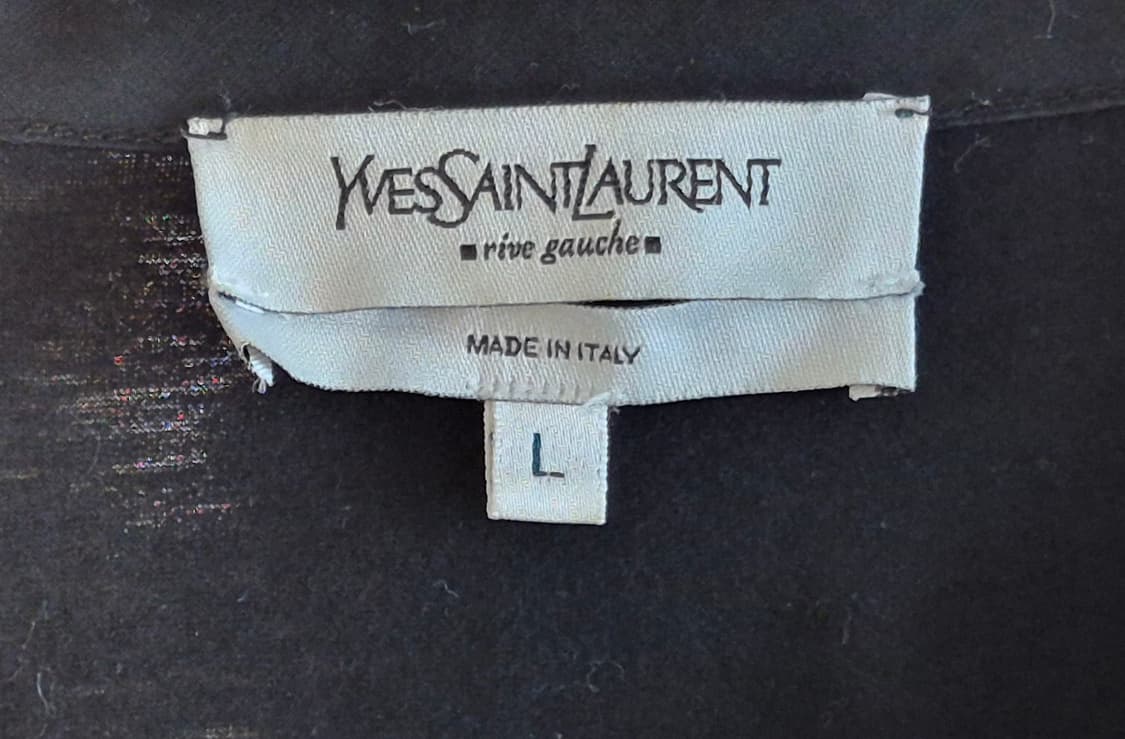 YVESSAINTLAURENT
▪rive gauche▪
MADE IN ITALY
L